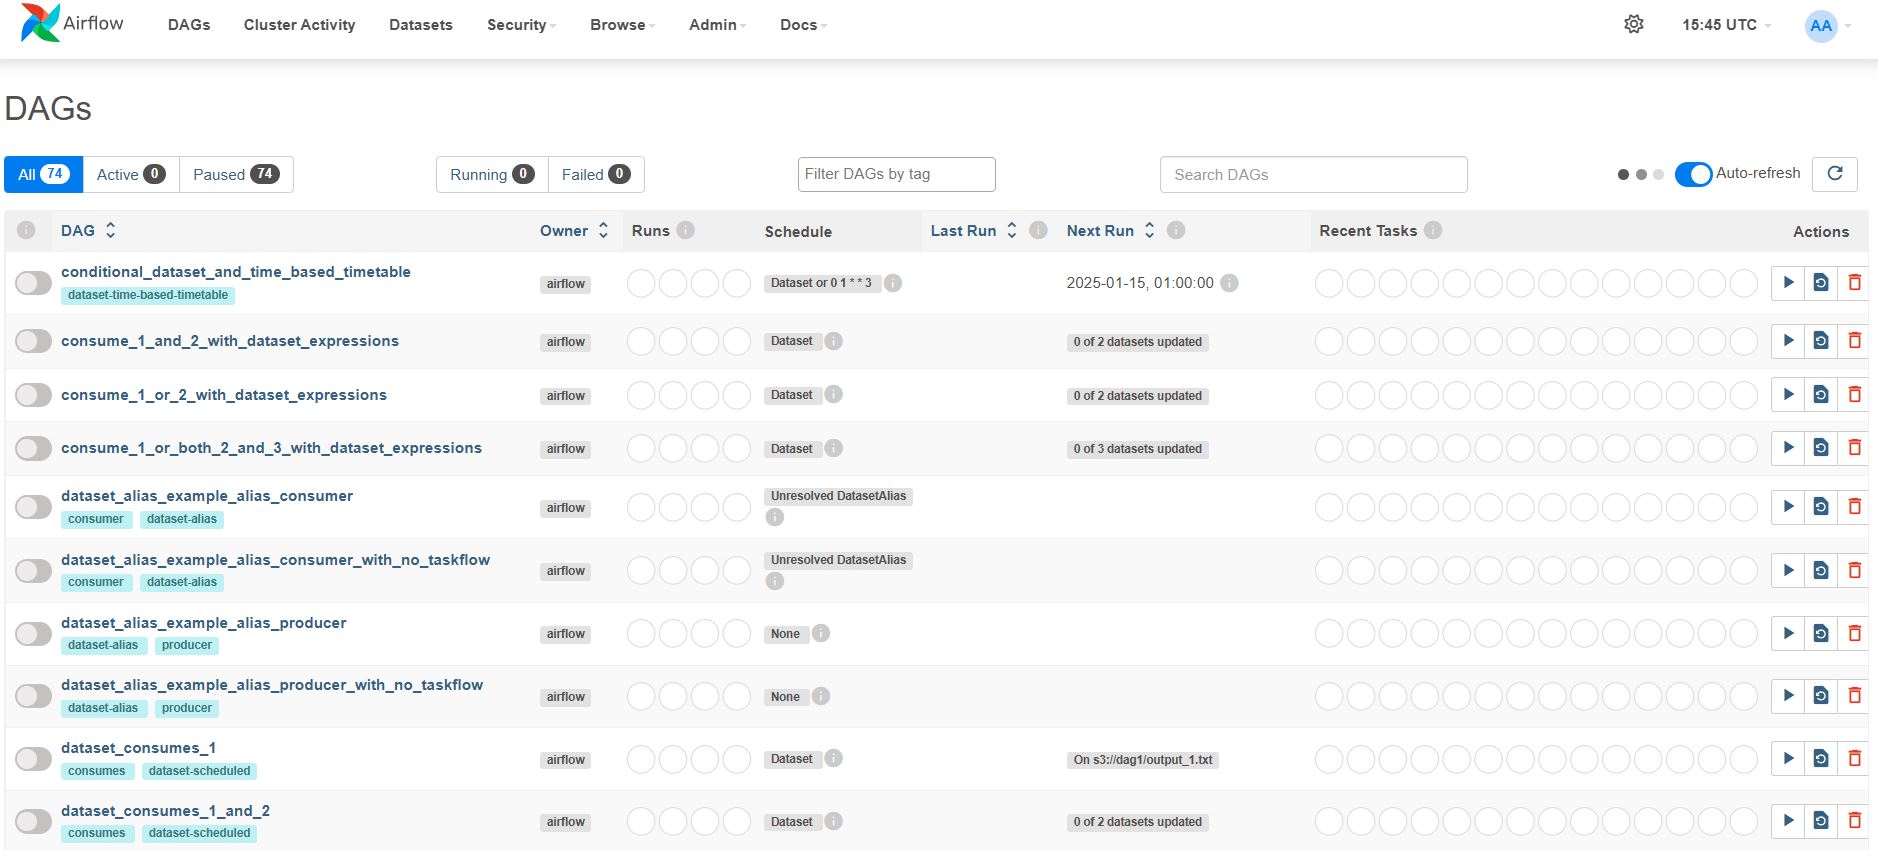 Airflow DAGs Cluster Activity Datasets Security Browse Admin Docs 15:45 UTC AA
DAGs
All 74 Active 0 Paused 74 Running 0 Failed 0 Filter DAGs by tag Search DAGs Auto-refresh
i DAG Owner Runs i Schedule Last Run i Next Run i Recent Tasks i Actions
conditional_dataset_and_time_based_timetable
airflow Dataset or 0 1 * * 3 i 2025-01-15, 01:00:00 i
dataset-time-based-timetable
consume_1_and_2_with_dataset_expressions airflow Dataset i 0 of 2 datasets updated
consume_1_or_2_with_dataset_expressions airflow Dataset i 0 of 2 datasets updated
consume_1_or_both_2_and_3_with_dataset_expressions airflow Dataset i 0 of 3 datasets updated
dataset_alias_example_alias_consumer Unresolved DatasetAlias
airflow
consumer dataset-alias i
dataset_alias_example_alias_consumer_with_no_taskflow Unresolved DatasetAlias
airflow
consumer dataset-alias i
dataset_alias_example_alias_producer
airflow None i
dataset-alias producer
dataset_alias_example_alias_producer_with_no_taskflow
airflow None i
dataset-alias producer
dataset_consumes_1
airflow Dataset i On s3://dag1/output_1.txt
consumes dataset-scheduled
dataset_consumes_1_and_2
airflow Dataset i 0 of 2 datasets updated
consumes dataset-scheduled